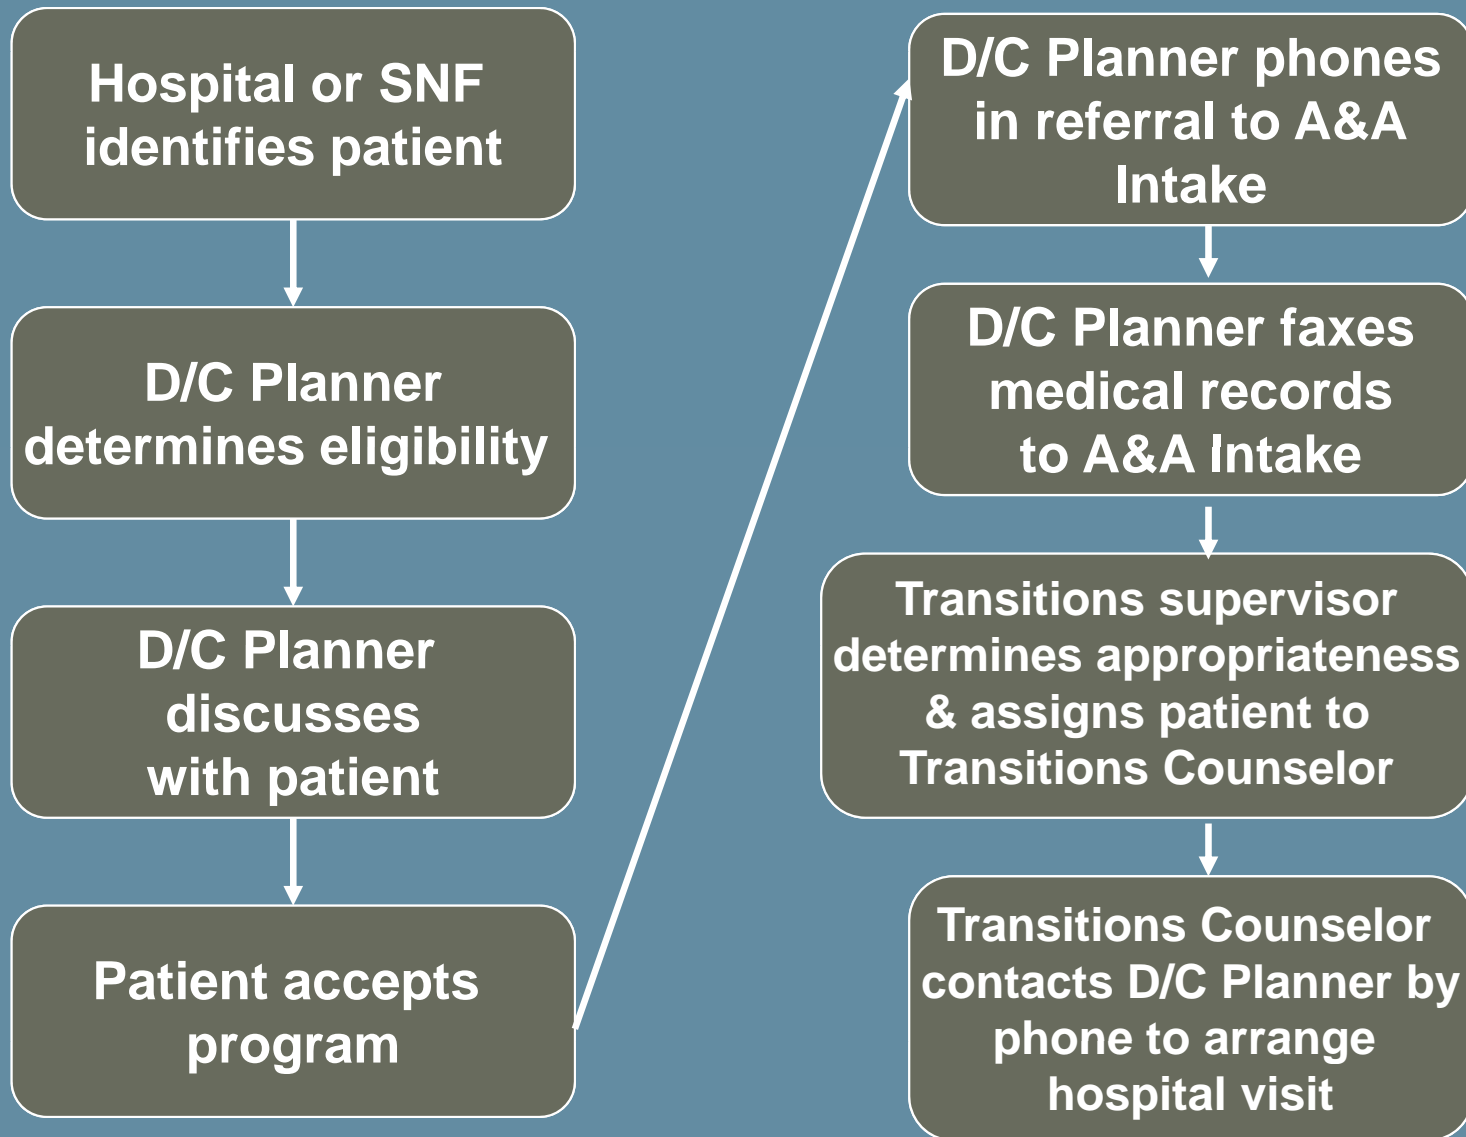 Hospital or SNF
identifies patient
D/C Planner
determines eligibility
D/C Planner
discusses
with patient
Patient accepts
program
D/C Planner phones
in referral to A&A
Intake
D/C Planner faxes
medical records
to A&A Intake
Transitions supervisor
determines appropriateness
& assigns patient to
Transitions Counselor
Transitions Counselor
contacts D/C Planner by
phone to arrange
hospital visit